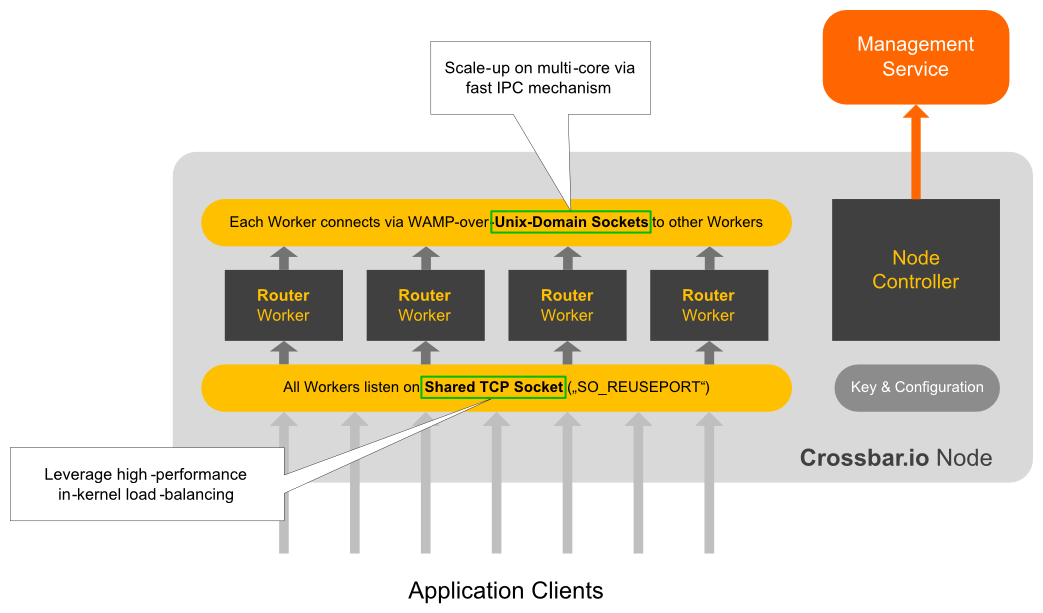 Management
Service
Scale-up on multi-core via
fast IPC mechanism
Each Worker connects via WAMP-over-Unix-Domain Sockets to other Workers
Node
Controller
Router
Worker
Router
Worker
Router
Worker
Router
Worker
All Workers listen on Shared TCP Socket („SO_REUSEPORT“)
Key & Configuration
Crossbar.io Node
Leverage high-performance
in-kernel load-balancing
Application Clients